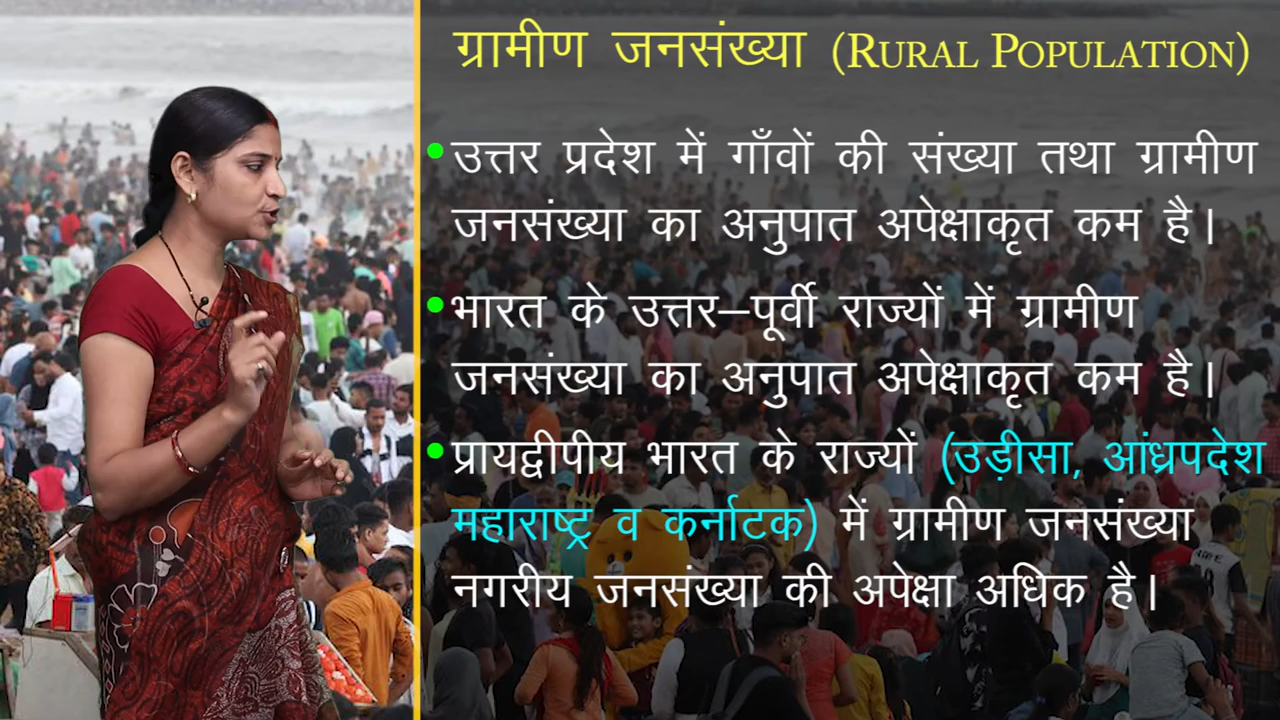 ग्रामीण जनसंख्या (RURAL POPULATION)
• उत्तर प्रदेश में गाँवों की संख्या तथा ग्रामीण
जनसंख्या का अनुपात अपेक्षाकृत कम है।
• भारत के उत्तर–पूर्वी राज्यों में ग्रामीण
जनसंख्या का अनुपात अपेक्षाकृत कम है।
• प्रायद्वीपीय भारत के राज्यों (उड़ीसा, आंध्रपदेश
महाराष्ट्र व कर्नाटक) में ग्रामीण जनसंख्या
नगरीय जनसंख्या की अपेक्षा अधिक है।